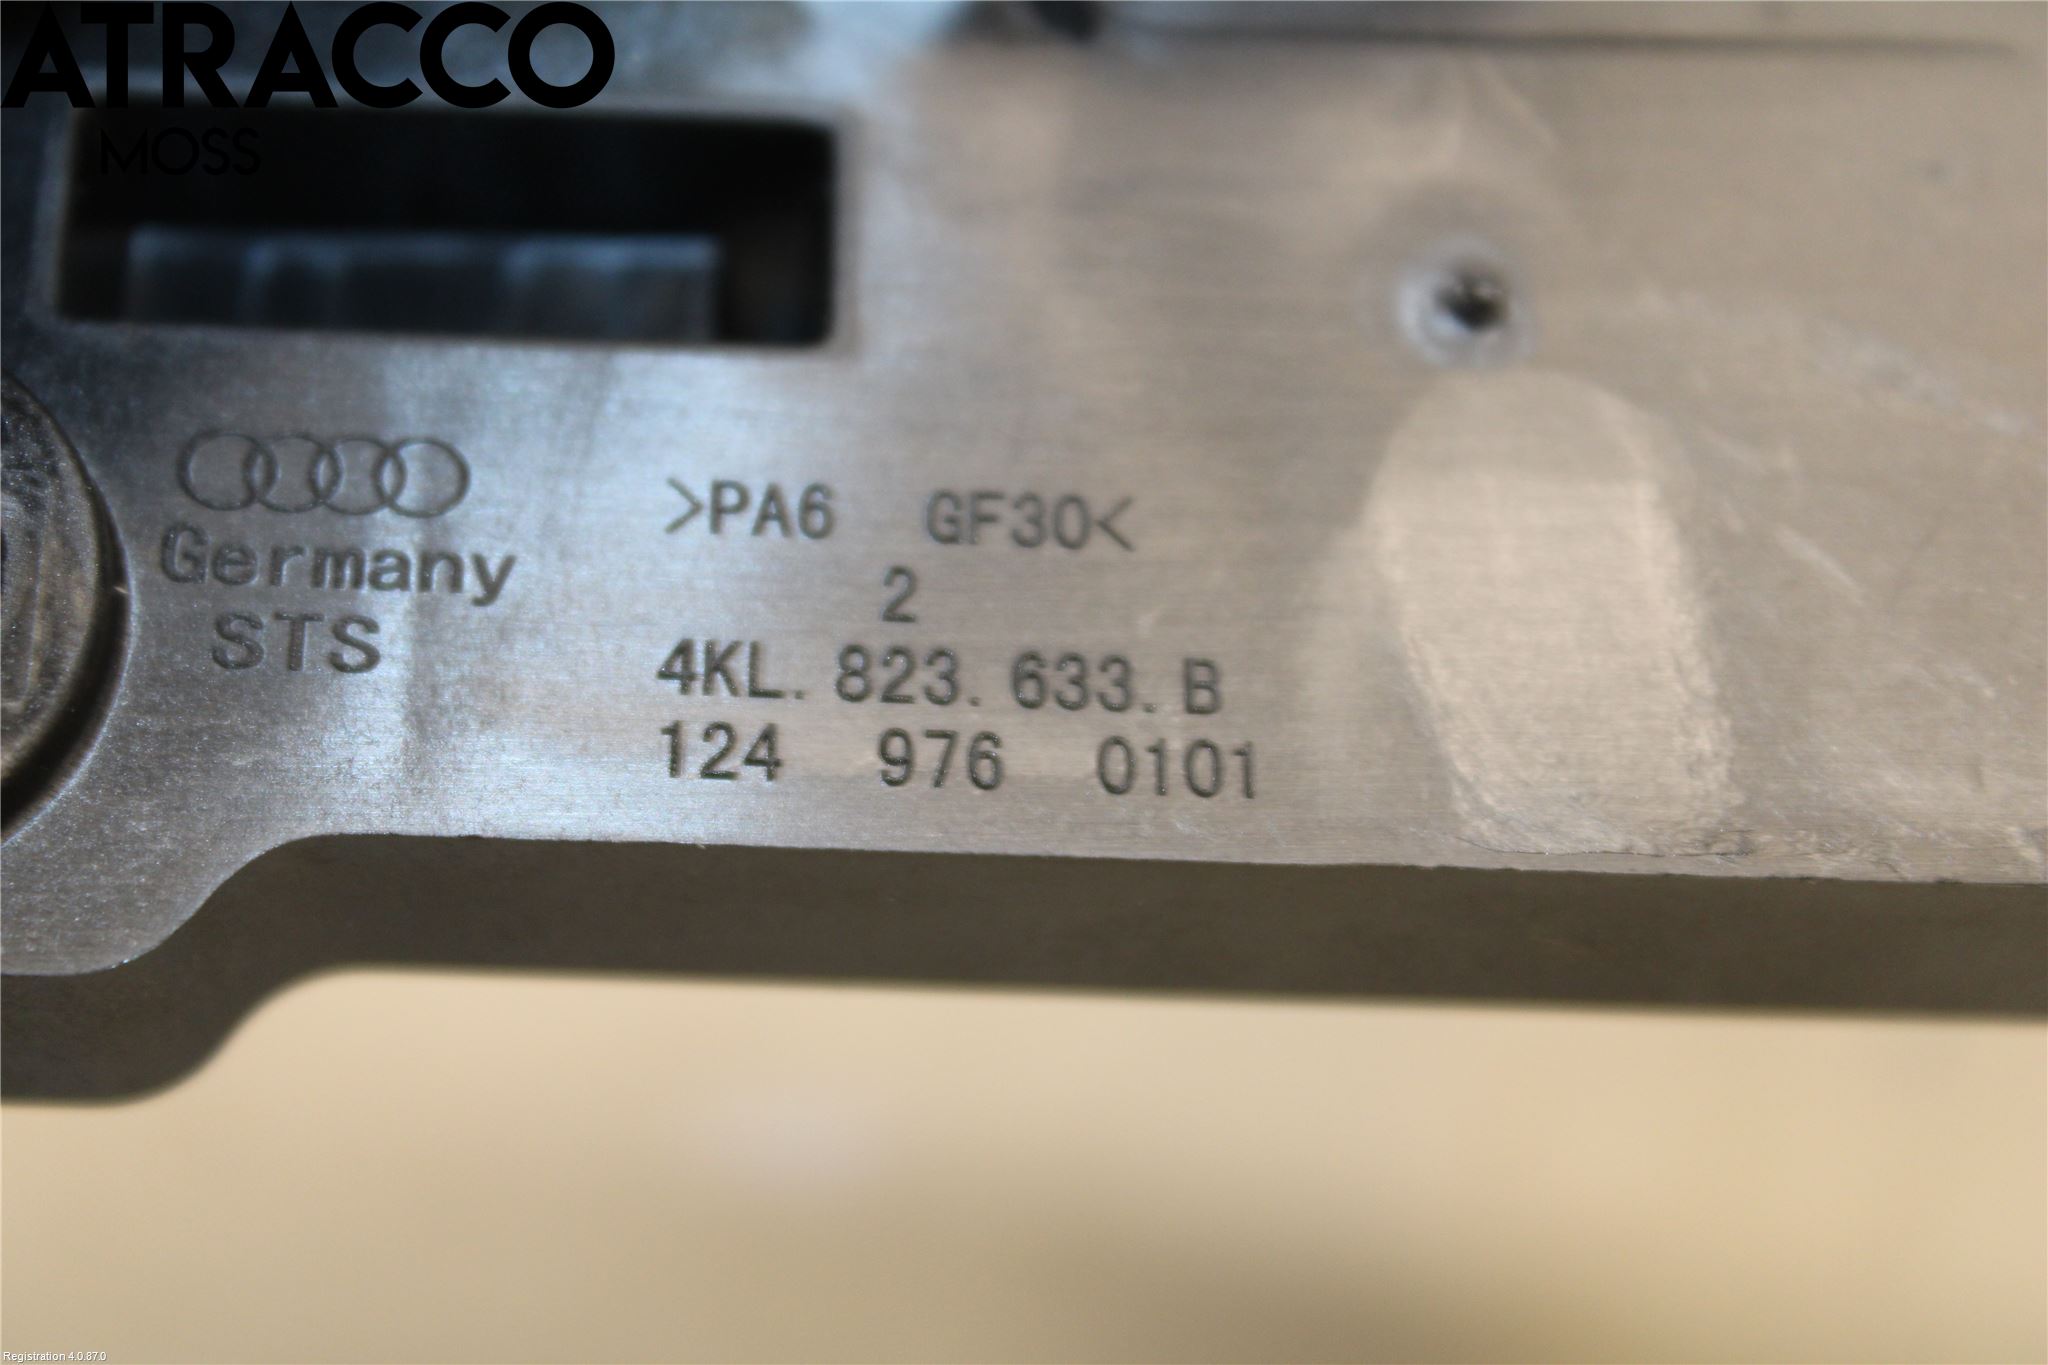 ATRACCO
MOSS
Germany
STS
>PA6 GF30<
2
4KL.823.633.B
124 976 0101
Registration 4.0.87.0